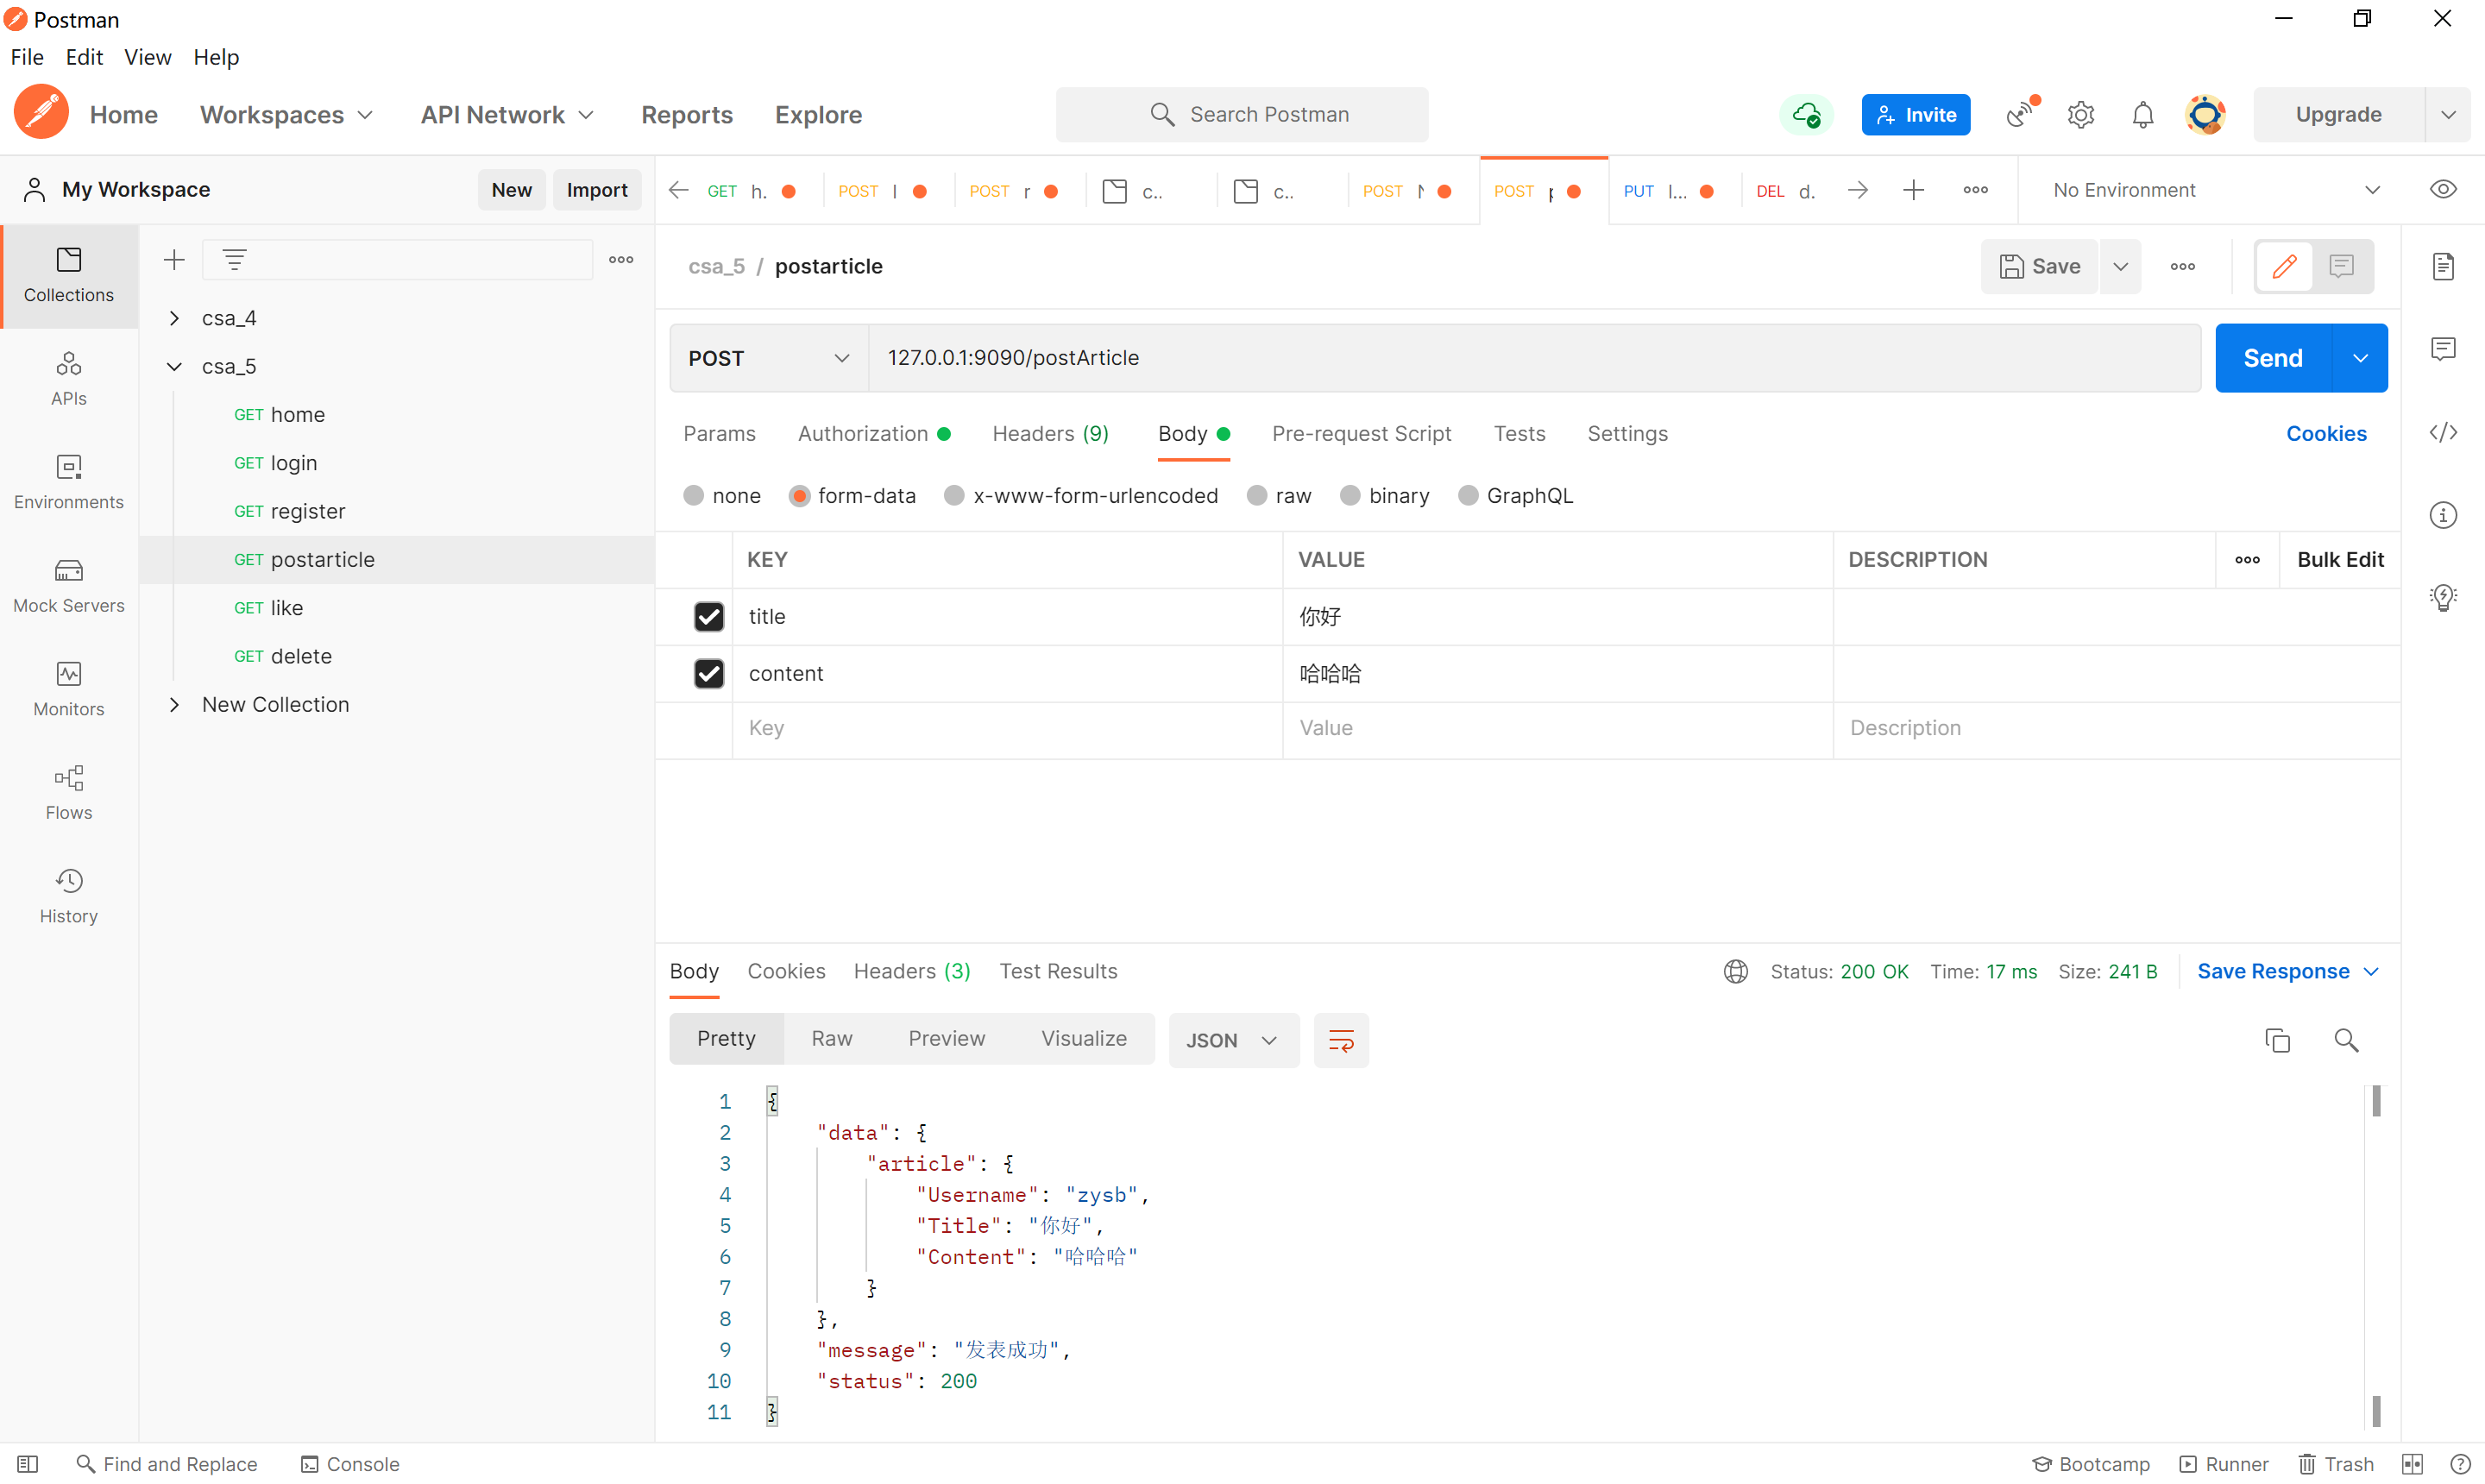 Postman
File Edit View Help
Home Workspaces API Network Reports Explore Search Postman Invite Upgrade
My Workspace New Import GET h. POST l POST r c.. c.. POST POST PUT l... DEL d. No Environment
Collections
APIs
Environments
Mock Servers
Monitors
Flows
History
csa_4
csa_5
GET home
GET login
GET register
GET postarticle
GET like
GET delete
New Collection
csa_5 / postarticle Save
POST 127.0.0.1:9090/postArticle Send
Params Authorization Headers (9) Body Pre-request Script Tests Settings Cookies
none form-data x-www-form-urlencoded raw binary GraphQL
KEY VALUE DESCRIPTION Bulk Edit
title 你好
content 哈哈哈
Key Value Description
Body Cookies Headers (3) Test Results Status: 200 OK Time: 17 ms Size: 241 B Save Response
Pretty Raw Preview Visualize JSON
1 {
2 "data": {
3 "article": {
4 "Username": "zysb",
5 "Title": "你好",
6 "Content": "哈哈哈"
7 }
8 },
9 "message": "发表成功",
10 "status": 200
11 }
Find and Replace Console Bootcamp Runner Trash